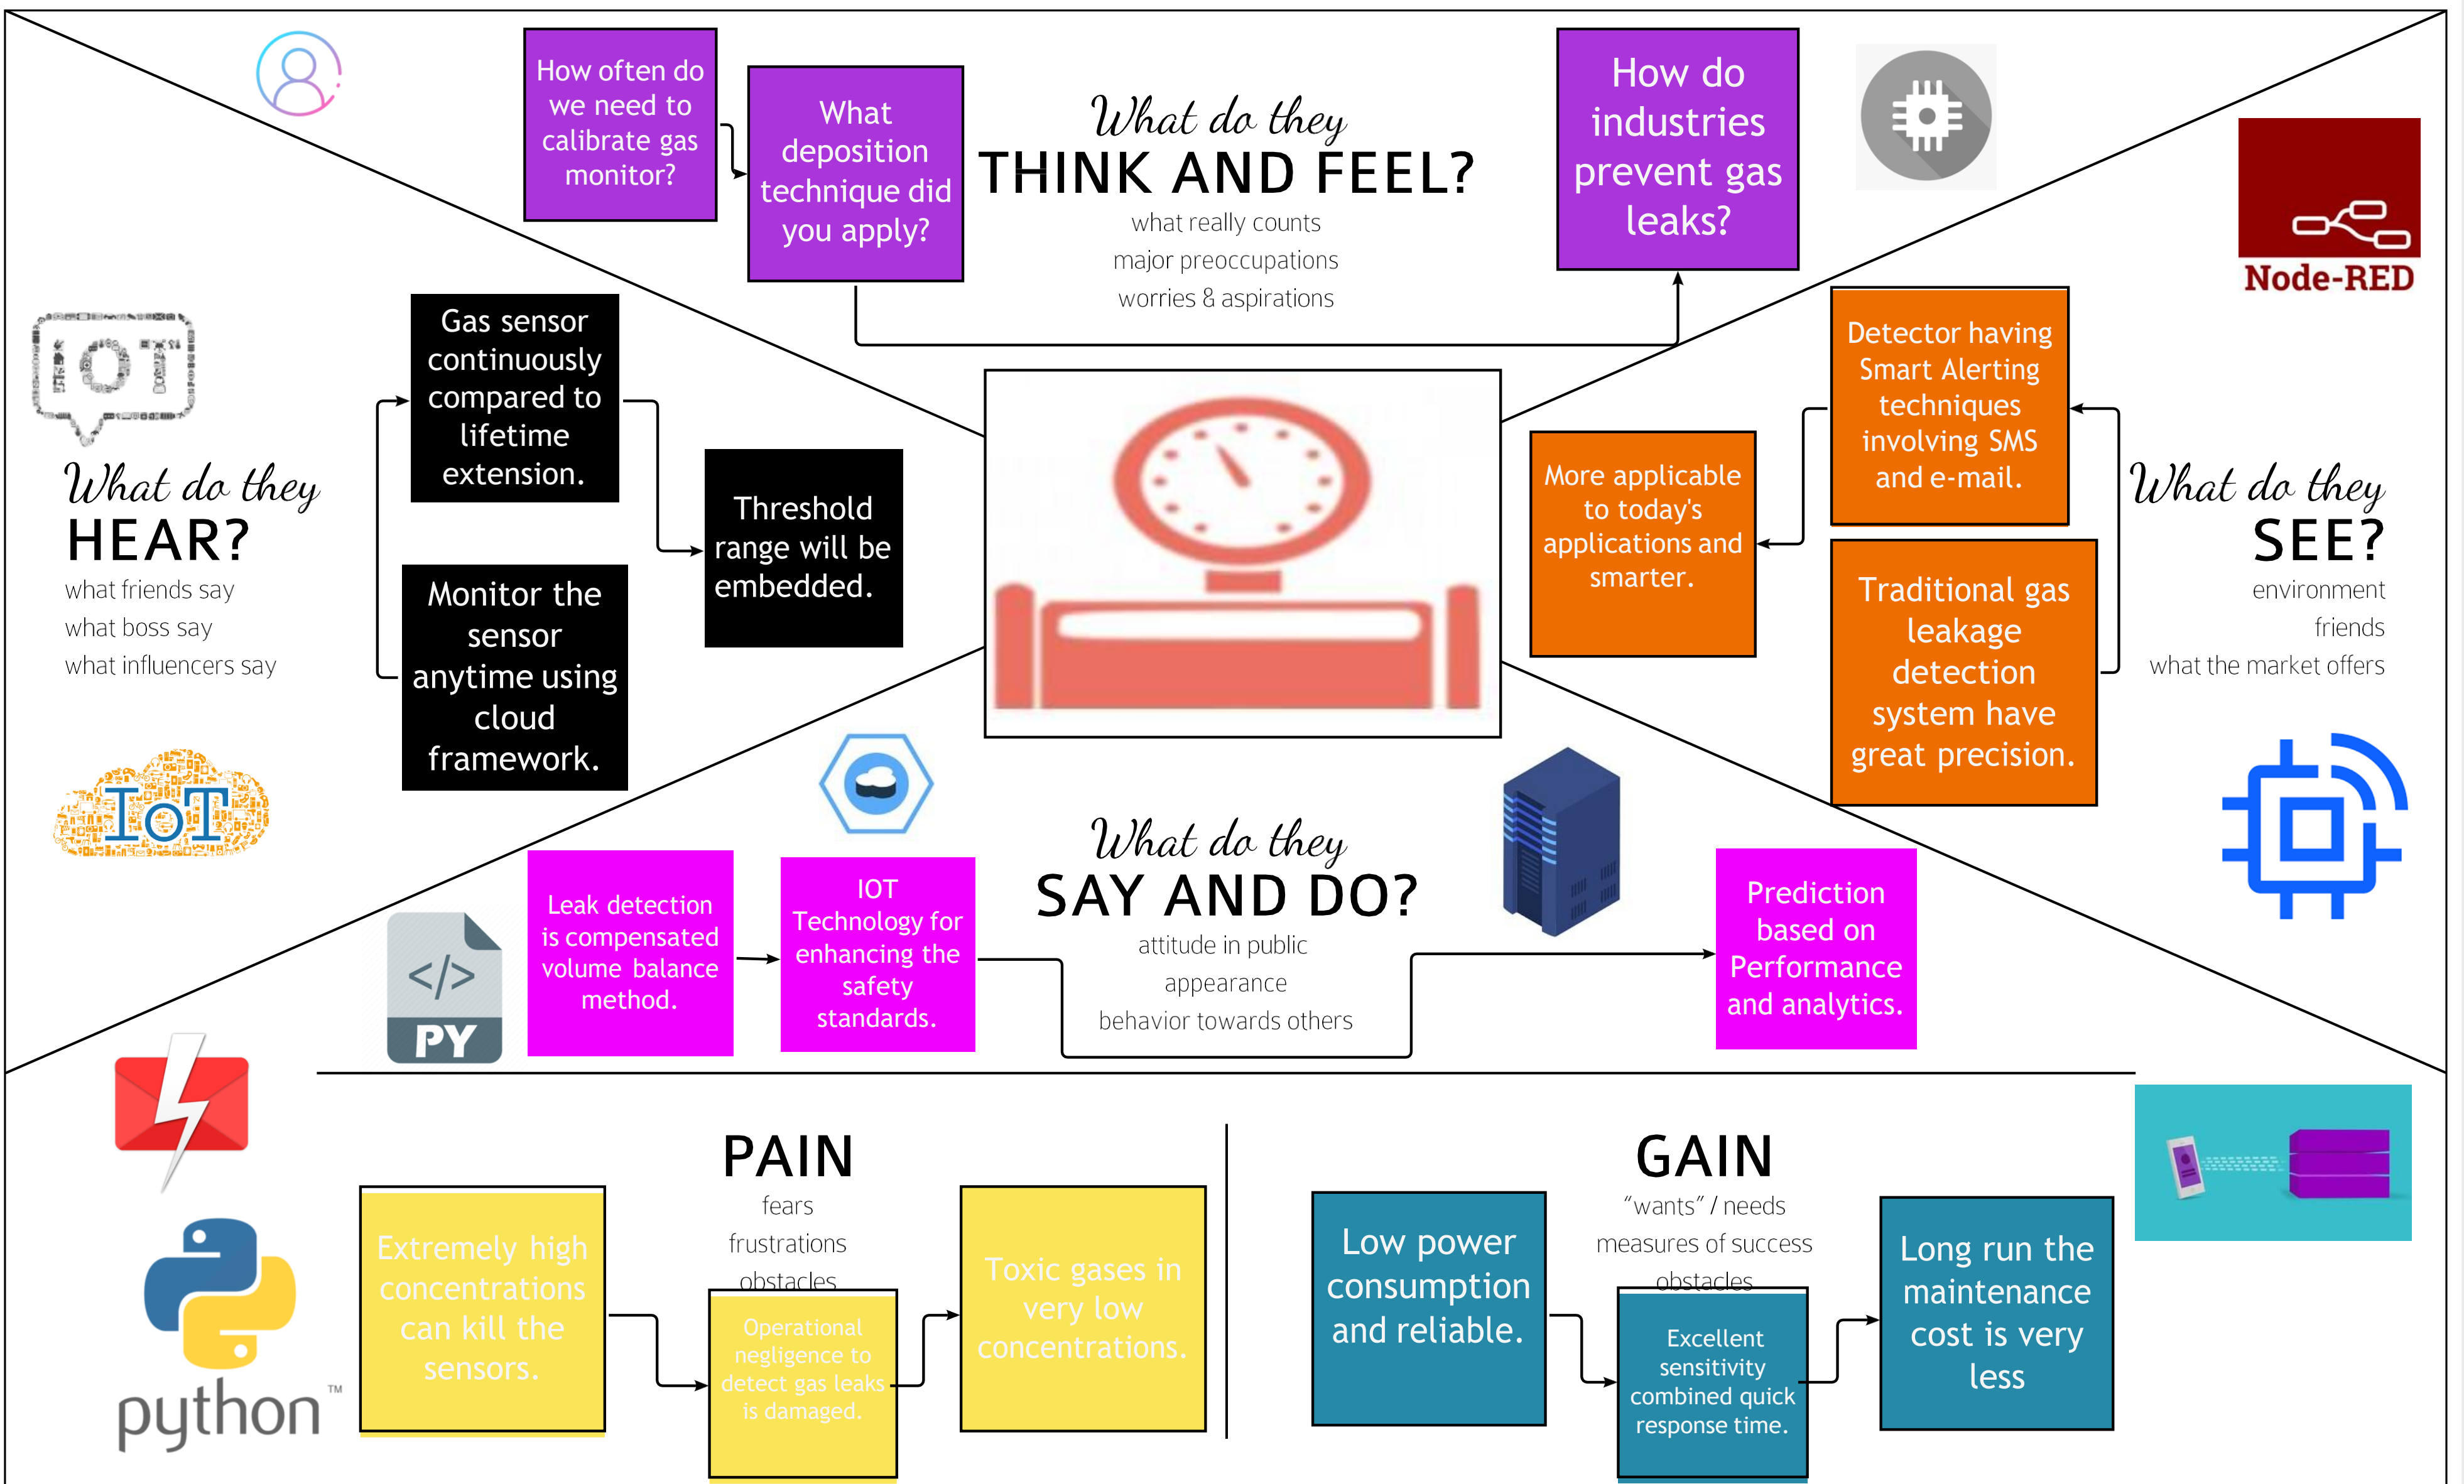 How often do
we need to
calibrate gas
monitor?
What
deposition
technique did
you apply?
What do they
THINK AND FEEL?
what really counts
major preoccupations
worries & aspirations
How do
industries
prevent gas
leaks?
Node-RED
IOT
What do they
HEAR?
what friends say
what boss say
what influencers say
IoT
Gas sensor
continuously
compared to
lifetime
extension.
Monitor the
sensor
anytime using
cloud
framework.
Threshold
range will be
embedded.
More applicable
to today's
applications and
smarter.
Detector having
Smart Alerting
techniques
involving SMS
and e-mail.
Traditional gas
leakage
detection
system have
great precision.
What do they
SEE?
environment
friends
what the market offers
</>
PY
Leak detection
is compensated
volume balance
method.
IOT
Technology for
enhancing the
safety
standards.
What do they
SAY AND DO?
attitude in public
appearance
behavior towards others
Prediction
based on
Performance
and analytics.
python™
PAIN
fears
frustrations
obstacles
Extremely high
concentrations
can kill the
sensors.
Operational
negligence to
detect gas leaks
is damaged.
Toxic gases in
very low
concentrations.
GAIN
“wants” / needs
measures of success
obstacles
Low power
consumption
and reliable.
Excellent
sensitivity
combined quick
response time.
Long run the
maintenance
cost is very
less